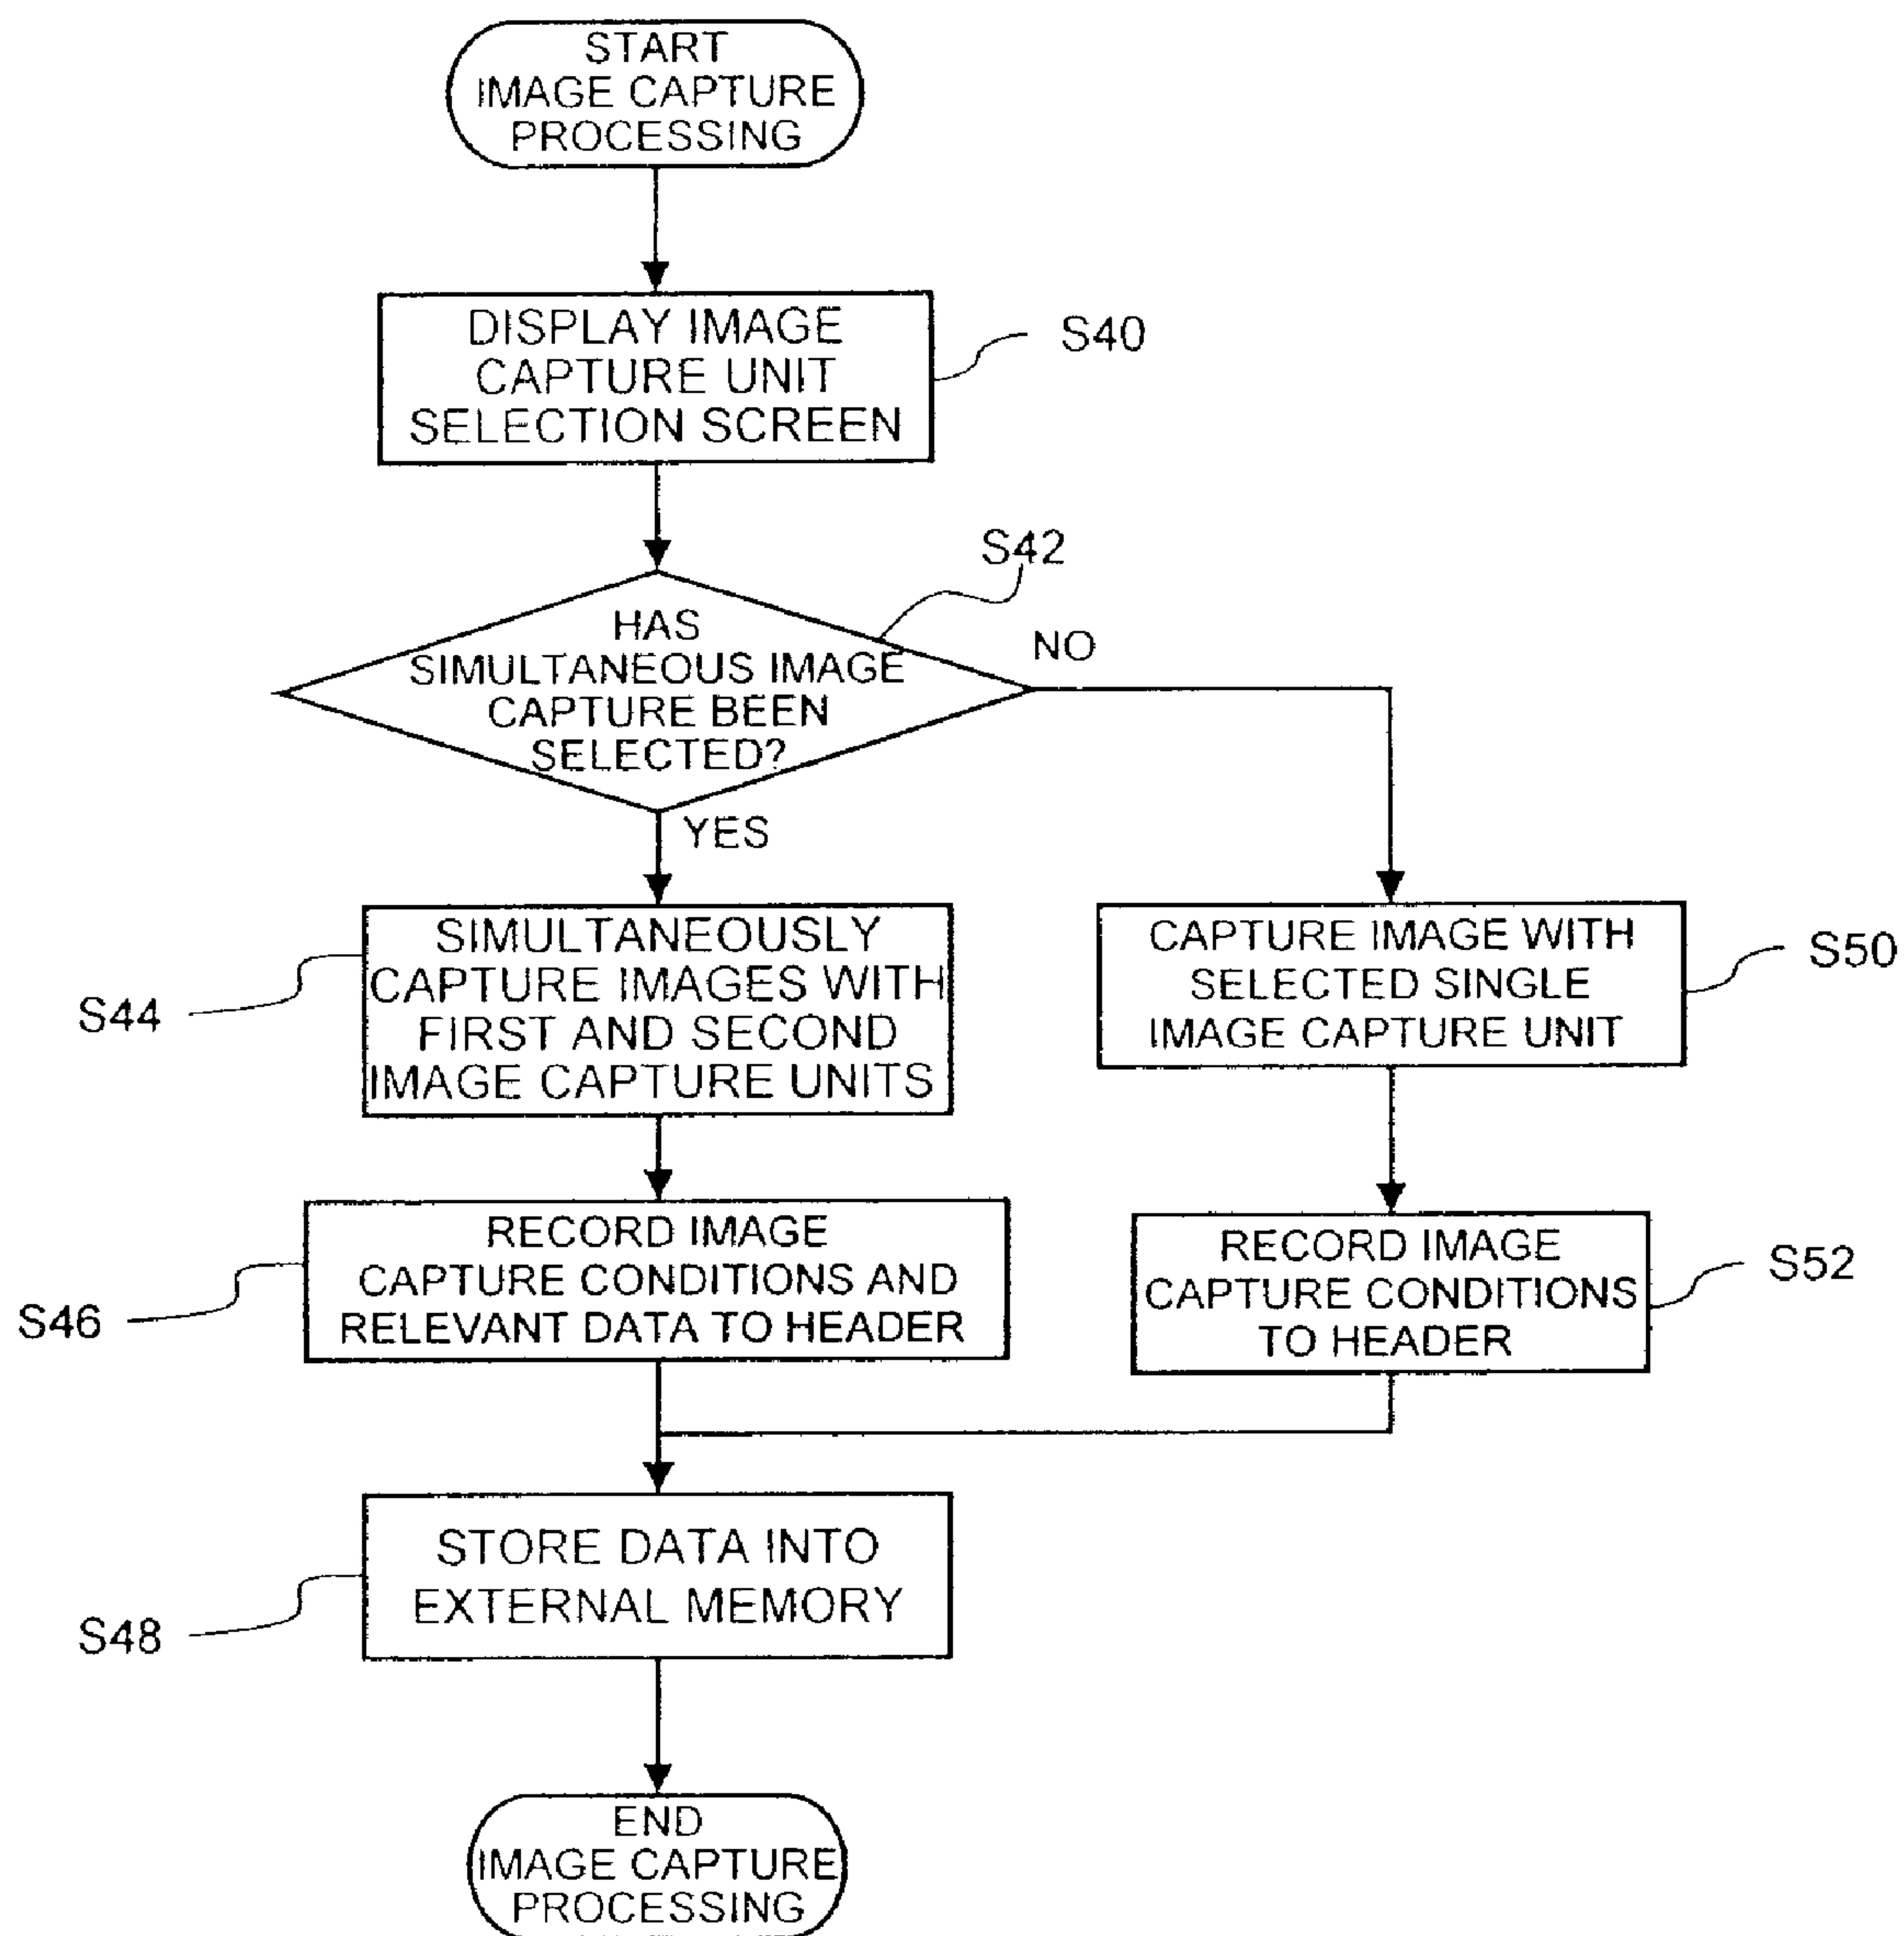 START
IMAGE CAPTURE
PROCESSING
DISPLAY IMAGE
CAPTURE UNIT
SELECTION SCREEN
S40
S42
HAS
SIMULTANEOUS IMAGE
CAPTURE BEEN
SELECTED?
NO
YES
SIMULTANEOUSLY
CAPTURE IMAGES WITH
FIRST AND SECOND
IMAGE CAPTURE UNITS
S44
CAPTURE IMAGE WITH
SELECTED SINGLE
IMAGE CAPTURE UNIT
S50
RECORD IMAGE
CAPTURE CONDITIONS AND
RELEVANT DATA TO HEADER
S46
RECORD IMAGE
CAPTURE CONDITIONS
TO HEADER
S52
STORE DATA INTO
EXTERNAL MEMORY
S48
END
IMAGE CAPTURE
PROCESSING